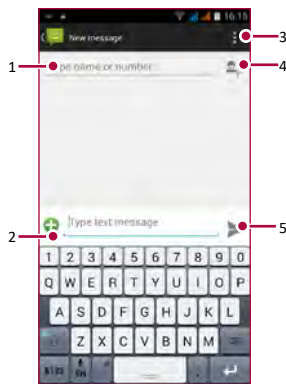 16:15
New message
3
1
pe name or number
4
2
Type text message
5
1 2 3 4 5 6 7 8 9 0
Q W E R T Y U I O P
A S D F G H J K L
Z X C V B N M
EN .